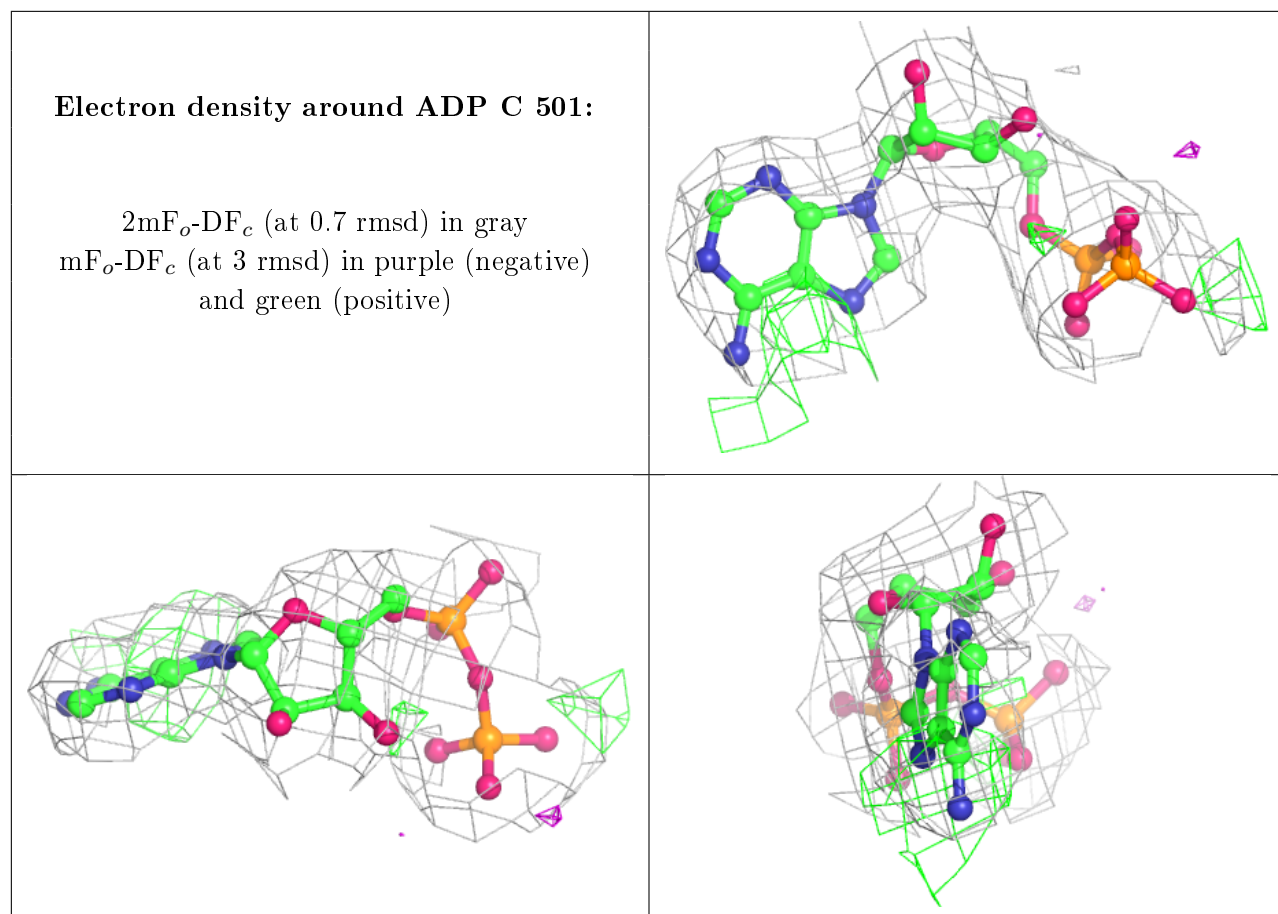 Electron density around ADP C 501:
2mFo-DFc (at 0.7 rmsd) in gray
mFo-DFc (at 3 rmsd) in purple (negative)
and green (positive)